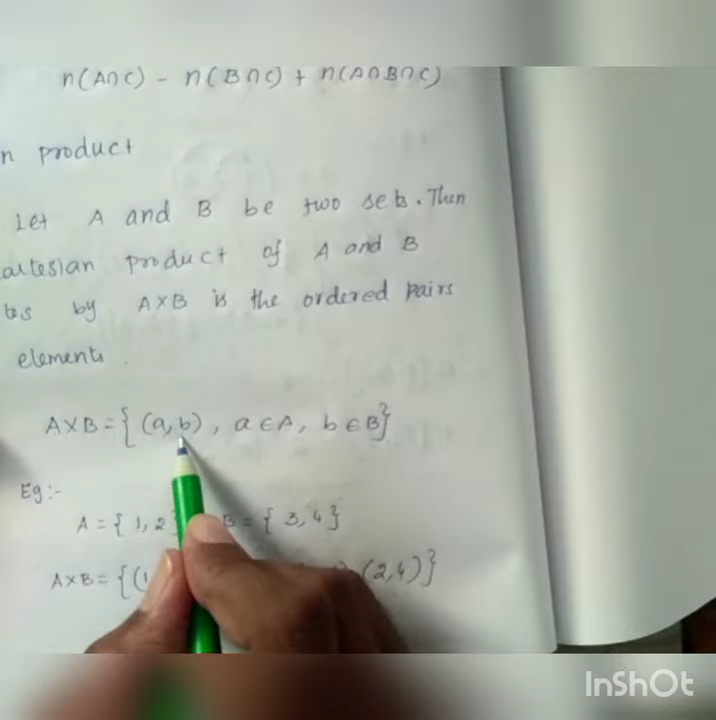 n(A∩C) - n(B∩C) + n(A∩B∩C)
n product
Let A and B be two sets. Then
artesian product of A and B
tes by A×B is the ordered pairs
elements.
A×B = { (a,b), a∈A, b∈B}
Eg:-
A = { 1, 2 B = { 3, 4 }
A×B = {(1, ) (2,4)}
InShOt